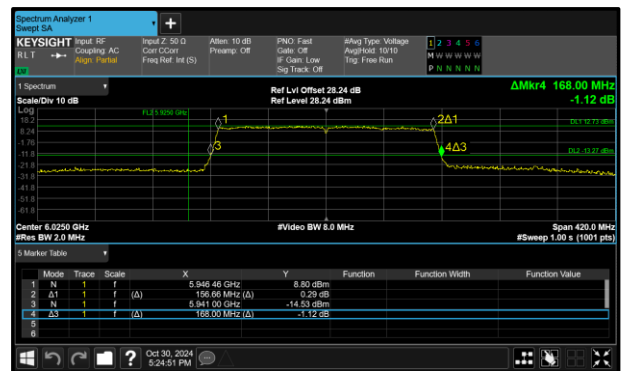 Spectrum Analyzer 1
Swept SA
+
KEYSIGHT Input: RF Input Z: 50 Ω Atten: 10 dB PNO: Fast #Avg Type: Voltage 1 2 3 4 5 6
RLT Coupling: AC Corr CCorr Preamp: Off Gate: Off Avg|Hold: 10/10 M W W W W W
Align: Partial Freq Ref: Int (S) IF Gain: Low Trig: Free Run P N N N N N
Sig Track: Off
LW
1 Spectrum Ref Lvl Offset 28.24 dB ΔMkr4 168.00 MHz
Scale/Div 10 dB Ref Level 28.24 dBm -1.12 dB
Log
18.2 FL2 5.9250 GHz 1 2Δ1 DL1 12.73 dBm
8.24
-1.76
-11.8 3 4Δ3 DL2 -13.27 dBm
-21.8
-31.8
-41.8
-51.8
-61.8
Center 6.0250 GHz #Video BW 8.0 MHz Span 420.0 MHz
#Res BW 2.0 MHz #Sweep 1.00 s (1001 pts)
5 Marker Table
Mode Trace Scale X Y Function Function Width Function Value
1 N 1 f 5.946 46 GHz 8.80 dBm
2 Δ1 1 f (Δ) 156.66 MHz (Δ) 0.29 dB
3 N 1 f 5.941 00 GHz -14.53 dBm
4 Δ3 1 f (Δ) 168.00 MHz (Δ) -1.12 dB
5
6
? Oct 30, 2024
5:24:51 PM